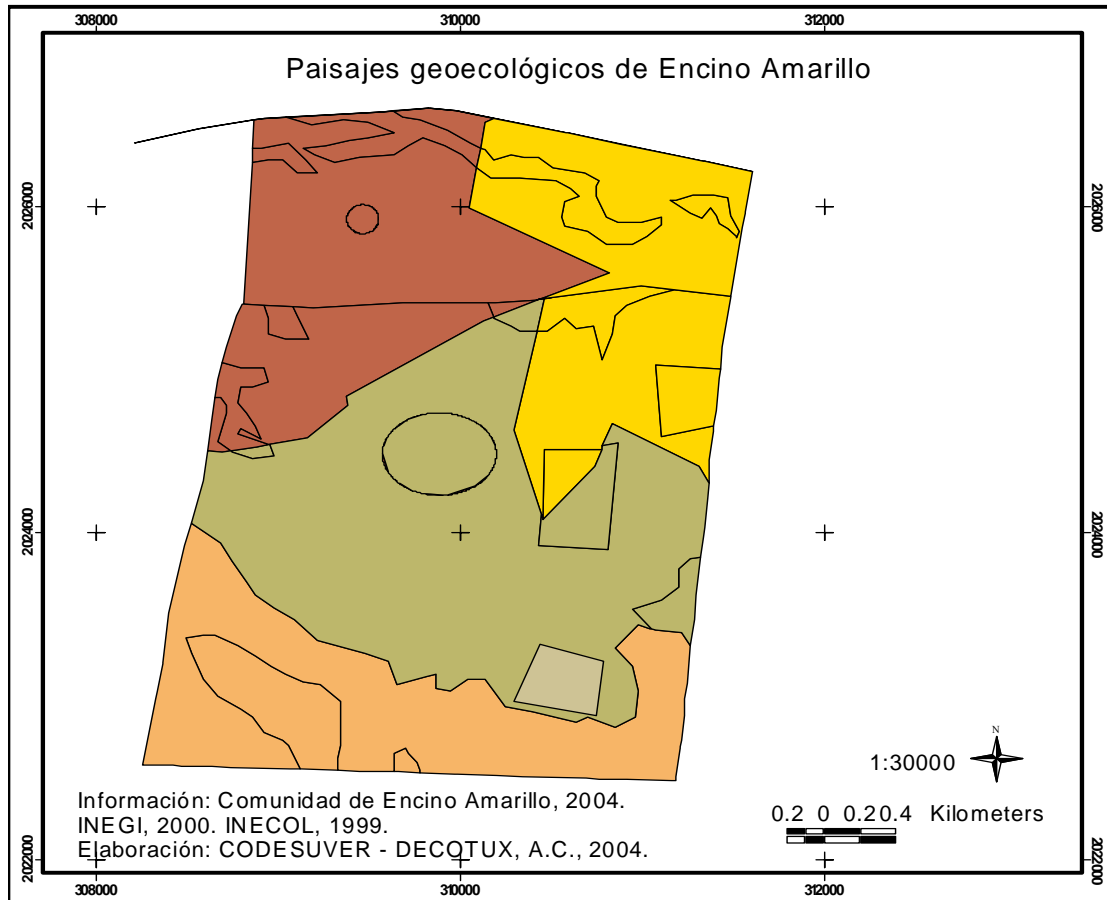 308000 310000 312000
Paisajes geoecológicos de Encino Amarillo
2026000 2026000
2024000 2024000
N
1:30000
Información: Comunidad de Encino Amarillo, 2004.
INEGI, 2000. INECOL, 1999.
Elaboración: CODESUVER - DECOTUX, A.C., 2004.
0.2 0 0.2 0.4 Kilometers
2022000 2022000
308000 310000 312000